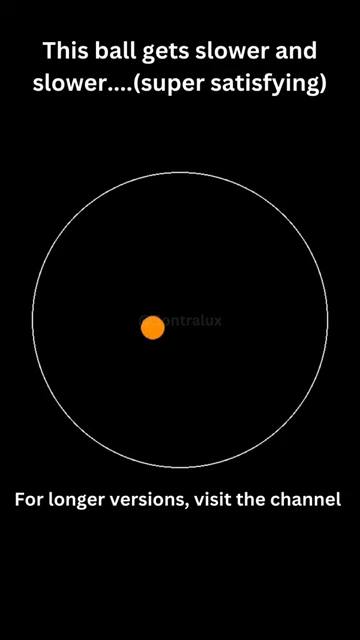 This ball gets slower and
slower....(super satisfying)
For longer versions, visit the channel